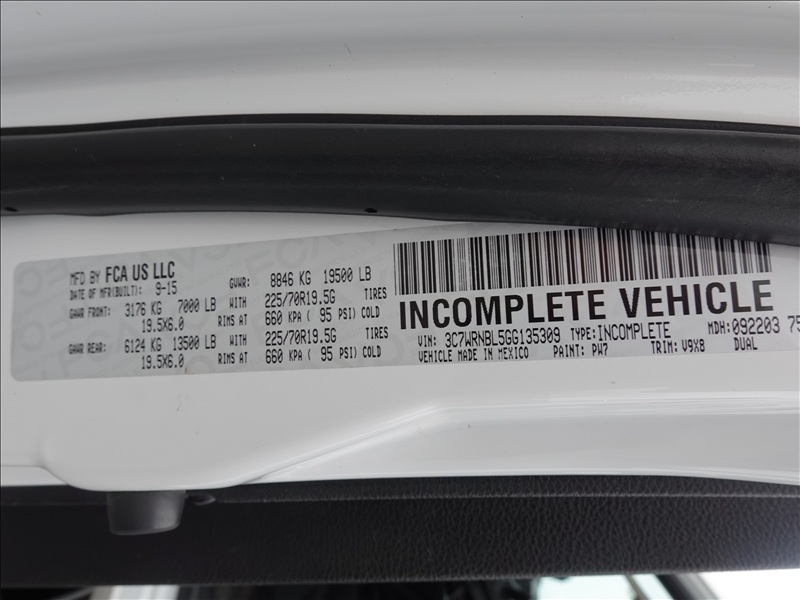 MFD BY FCA US LLC
DATE OF MFR(BUILT): 9-15 GVWR: 8846 KG 19500 LB
GAWR FRONT: 3176 KG 7000 LB WITH 225/70R19.5G TIRES
19.5X6.0 RIMS AT 660 KPA ( 95 PSI) COLD
GAWR REAR: 6124 KG 13500 LB WITH 225/70R19.5G TIRES
19.5X6.0 RIMS AT 660 KPA ( 95 PSI) COLD
INCOMPLETE VEHICLE
VIN: 3C7WRNBL5GG135309 TYPE: INCOMPLETE MDH: 092203 75
VEHICLE MADE IN MEXICO PAINT: PW7 TRIM: V9X8 DUAL